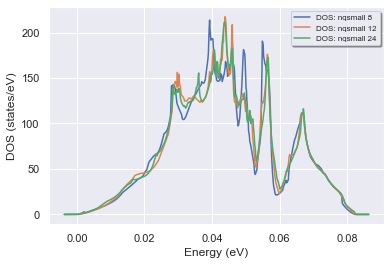 DOS: nqsmall 8
DOS: nqsmall 12
DOS: nqsmall 24
DOS (states/eV)
200
150
100
50
0
0.00 0.02 0.04 0.06 0.08
Energy (eV)